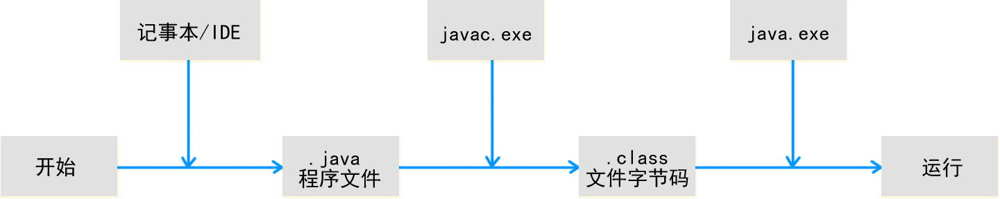 记事本/IDE
javac.exe
java.exe
开始
.java
程序文件
.class
文件字节码
运行